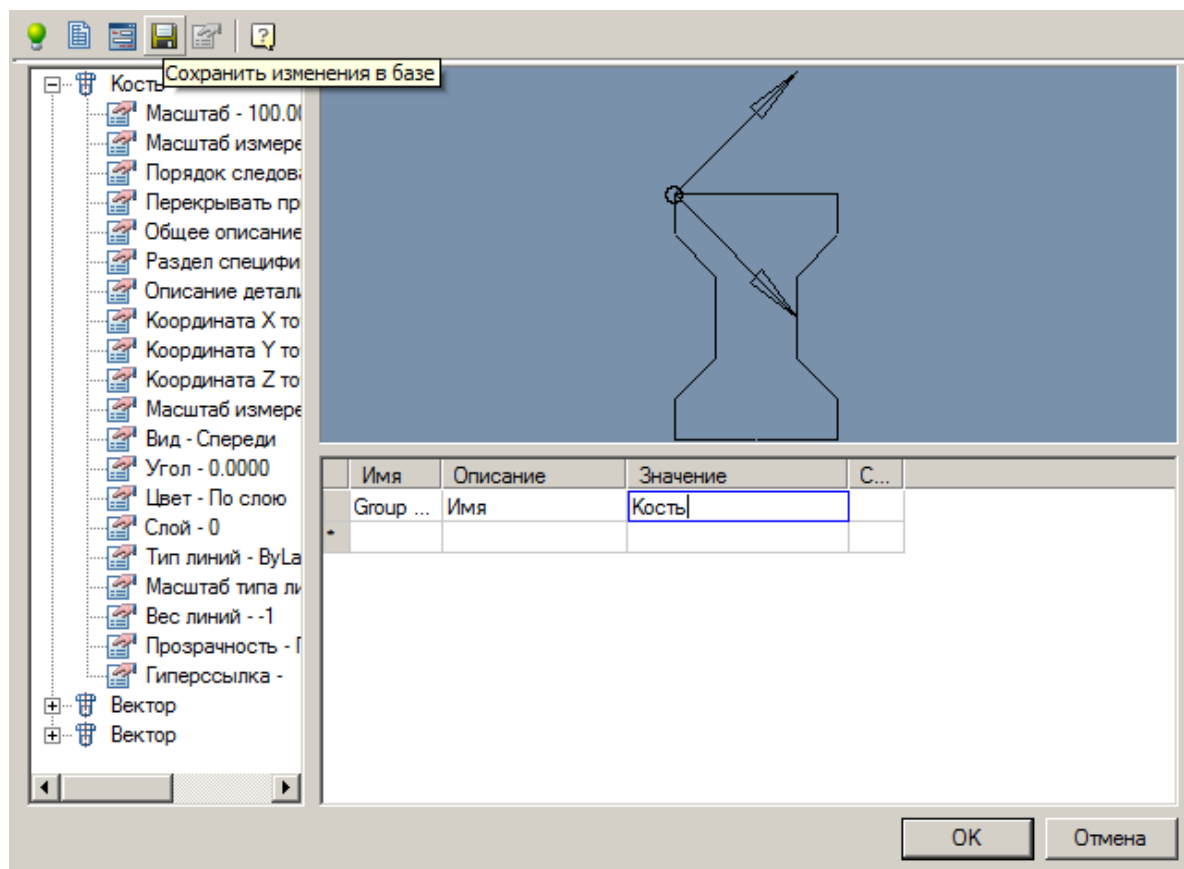 Сохранить изменения в базе
Кость
Масштаб - 100.00
Масштаб измере
Порядок следова
Перекрывать пр
Общее описание
Раздел специфи
Описание детали
Координата X то
Координата Y то
Координата Z то
Масштаб измере
Вид - Спереди
Угол - 0.0000
Цвет - По слою
Слой - 0
Тип линий - ByLa
Масштаб типа ли
Вес линий - -1
Прозрачность - П
Гиперссылка -
Вектор
Вектор
Имя Описание Значение С...
Group ... Имя Кость
*
OK Отмена